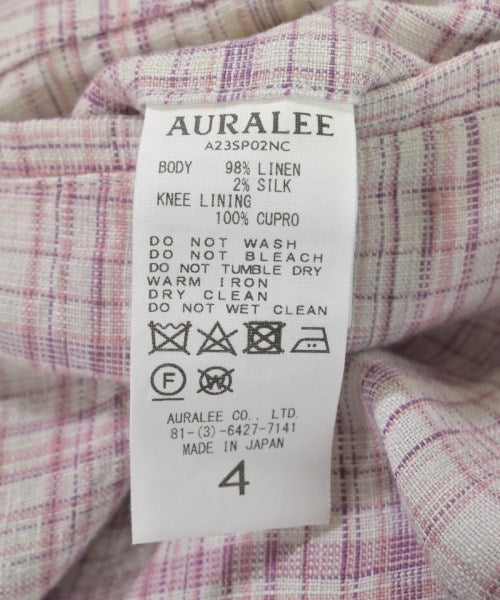 AURALEE
A23SP02NC
BODY 98% LINEN
2% SILK
KNEE LINING
100% CUPRO
DO NOT WASH
DO NOT BLEACH
DO NOT TUMBLE DRY
WARM IRON
DRY CLEAN
DO NOT WET CLEAN
F W
AURALEE CO., LTD.
81-(3)-6427-7141
MADE IN JAPAN
4